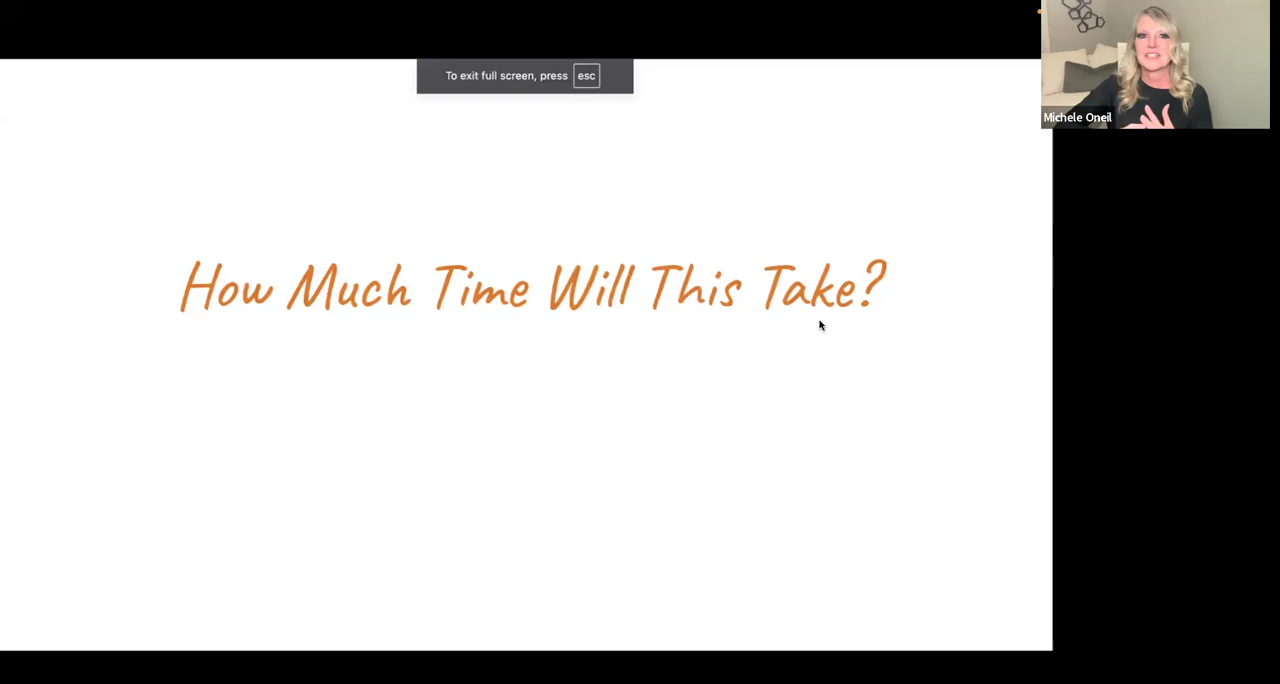 To exit full screen, press esc
Michele Oneil
How Much Time Will This Take?